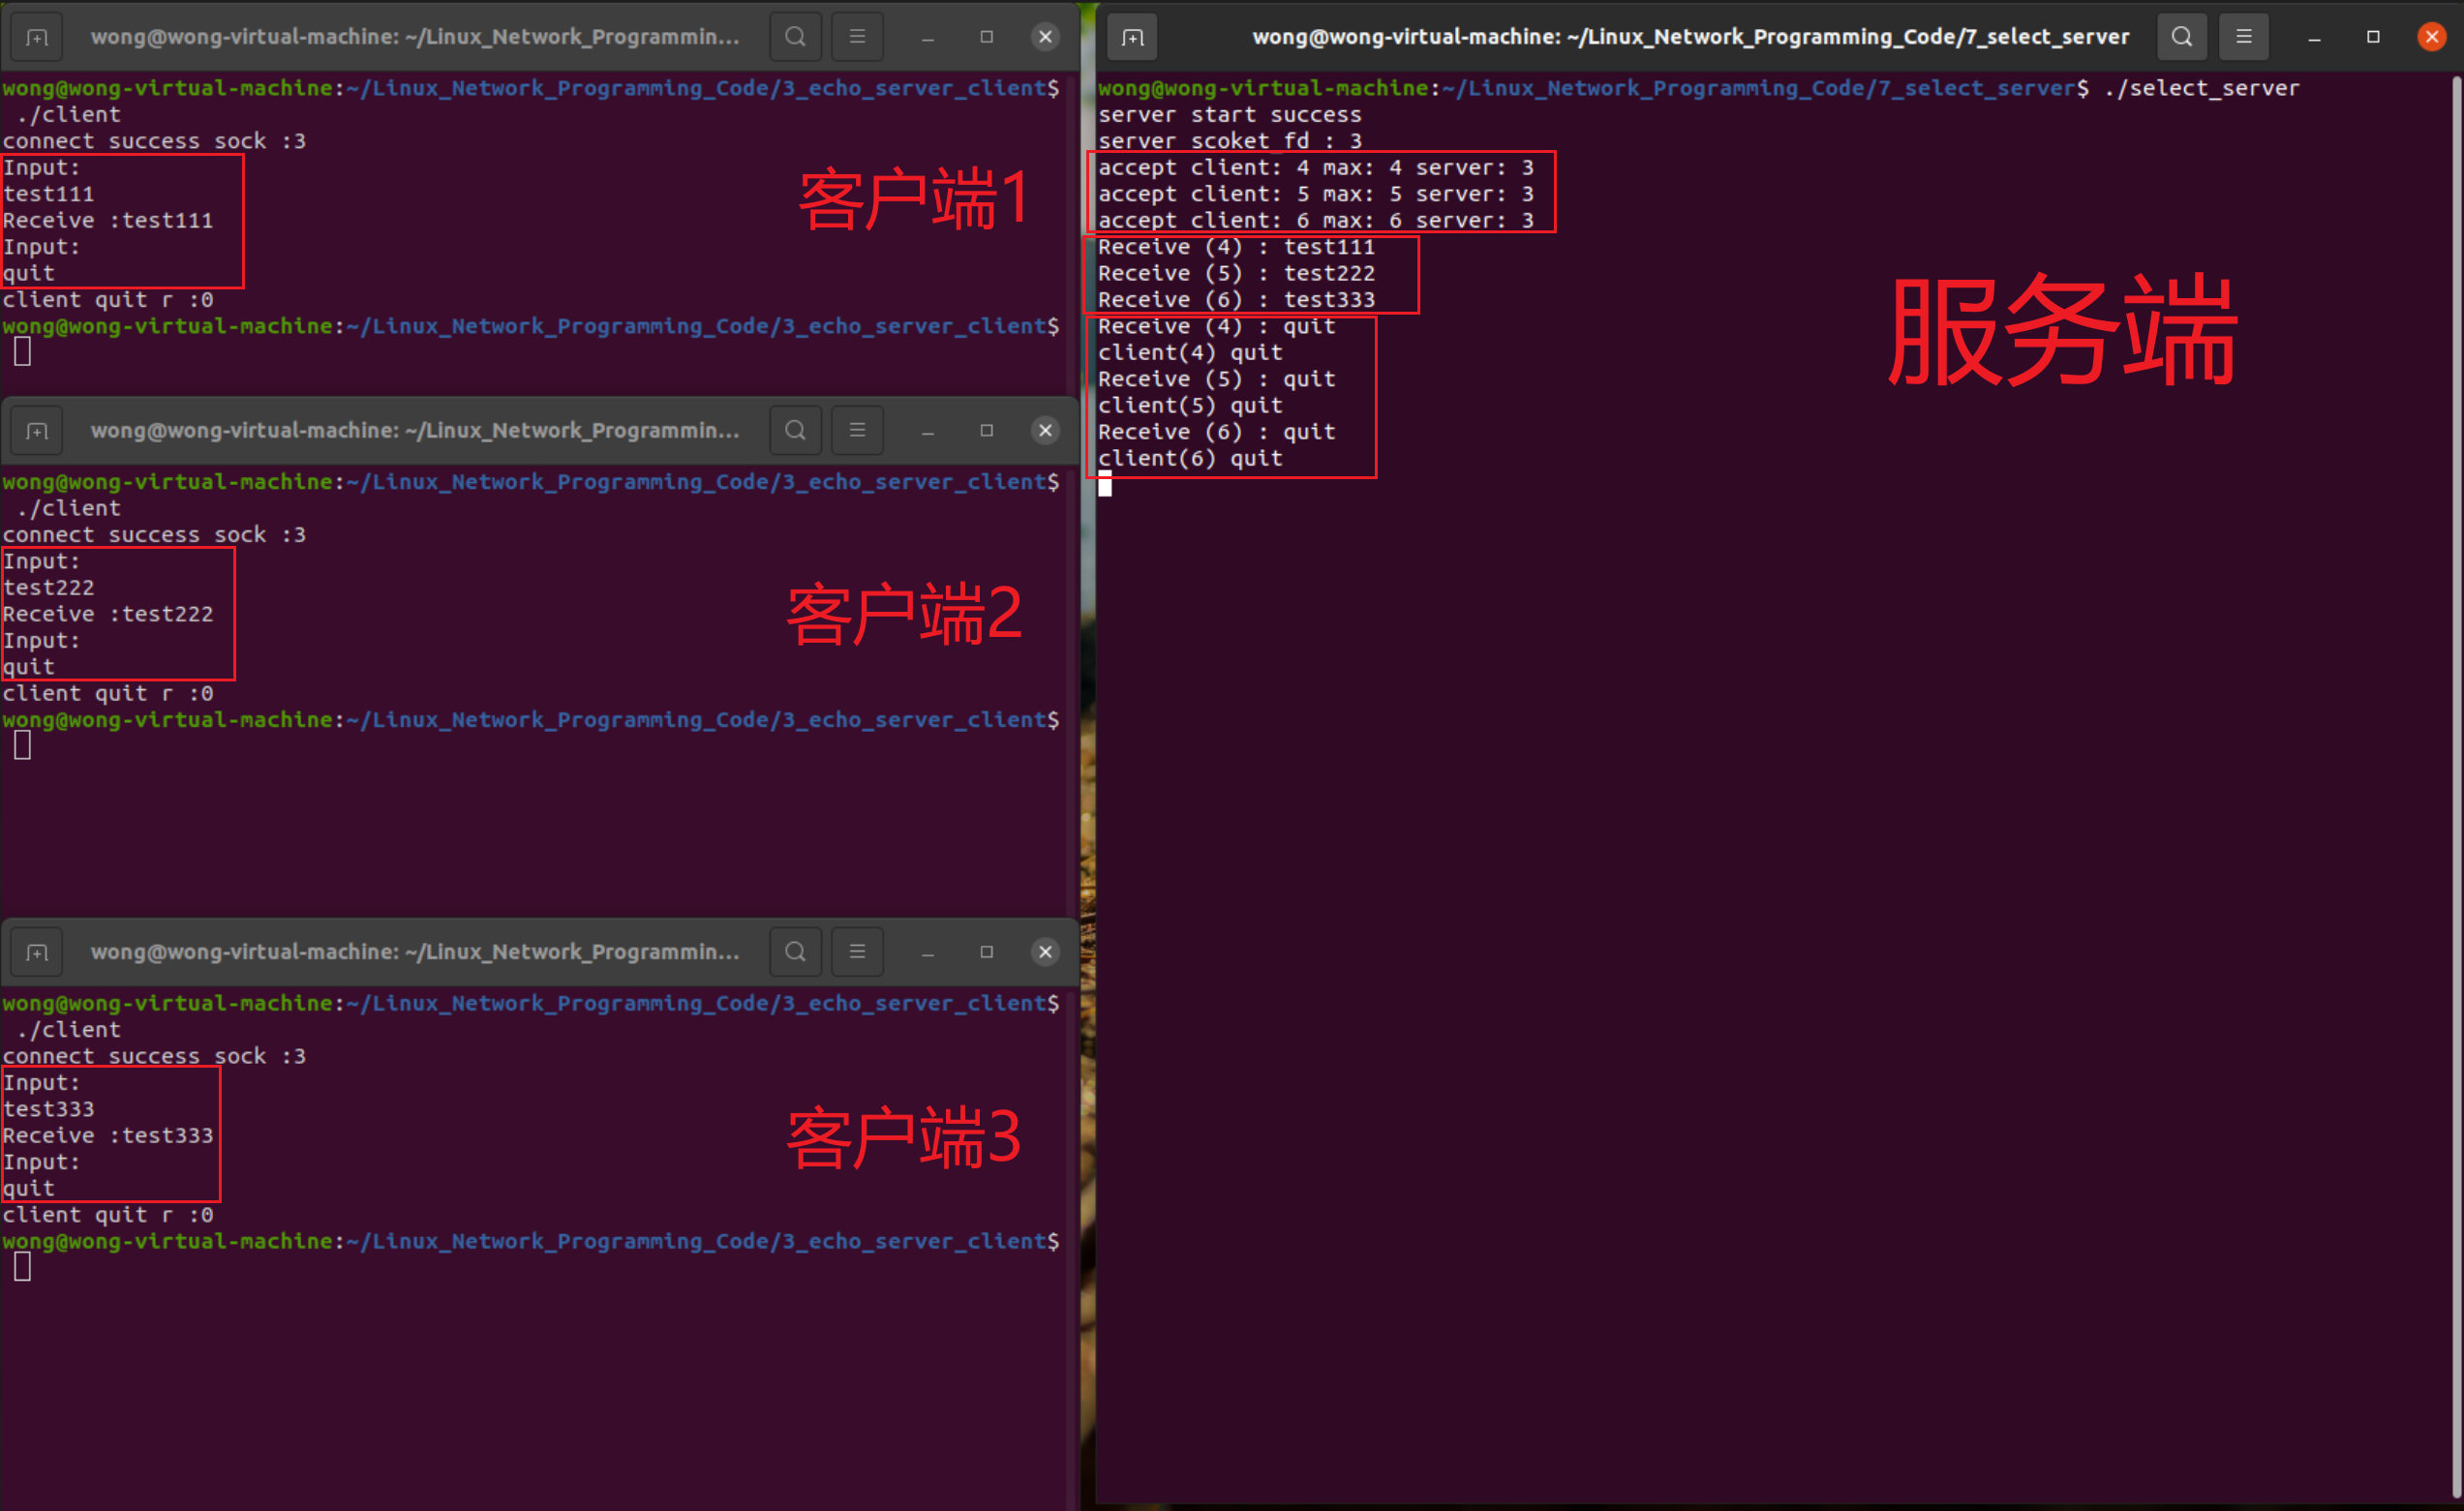 wong@wong-virtual-machine: ~/Linux_Network_Programmin...
wong@wong-virtual-machine:~/Linux_Network_Programming_Code/3_echo_server_client$
./client
connect success sock :3
Input:
test111
Receive :test111
Input:
quit
client quit r :0
wong@wong-virtual-machine:~/Linux_Network_Programming_Code/3_echo_server_client$
客户端1
wong@wong-virtual-machine: ~/Linux_Network_Programmin...
wong@wong-virtual-machine:~/Linux_Network_Programming_Code/3_echo_server_client$
./client
connect success sock :3
Input:
test222
Receive :test222
Input:
quit
client quit r :0
wong@wong-virtual-machine:~/Linux_Network_Programming_Code/3_echo_server_client$
客户端2
wong@wong-virtual-machine: ~/Linux_Network_Programmin...
wong@wong-virtual-machine:~/Linux_Network_Programming_Code/3_echo_server_client$
./client
connect success sock :3
Input:
test333
Receive :test333
Input:
quit
client quit r :0
wong@wong-virtual-machine:~/Linux_Network_Programming_Code/3_echo_server_client$
客户端3
wong@wong-virtual-machine: ~/Linux_Network_Programming_Code/7_select_server
wong@wong-virtual-machine:~/Linux_Network_Programming_Code/7_select_server$ ./select_server
server start success
server scoket fd : 3
accept client: 4 max: 4 server: 3
accept client: 5 max: 5 server: 3
accept client: 6 max: 6 server: 3
Receive (4) : test111
Receive (5) : test222
Receive (6) : test333
Receive (4) : quit
client(4) quit
Receive (5) : quit
client(5) quit
Receive (6) : quit
client(6) quit
服务端